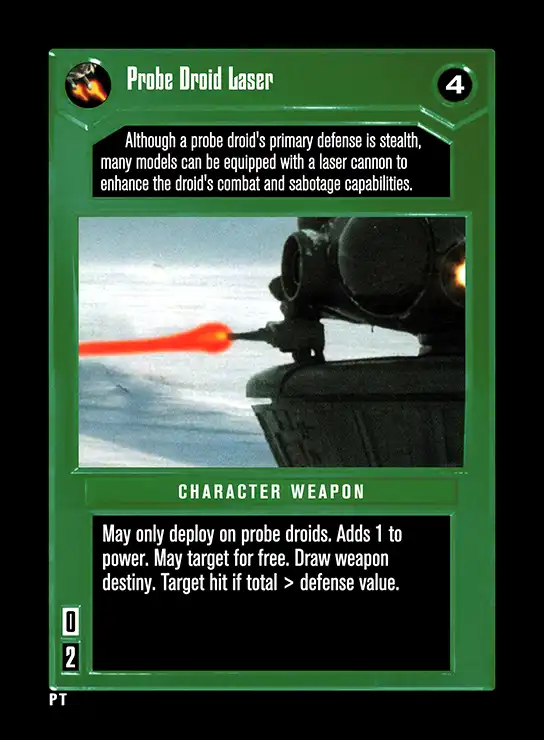 Probe Droid Laser
4
Although a probe droid's primary defense is stealth,
many models can be equipped with a laser cannon to
enhance the droid's combat and sabotage capabilities.
CHARACTER WEAPON
May only deploy on probe droids. Adds 1 to
power. May target for free. Draw weapon
destiny. Target hit if total > defense value.
0
2
PT